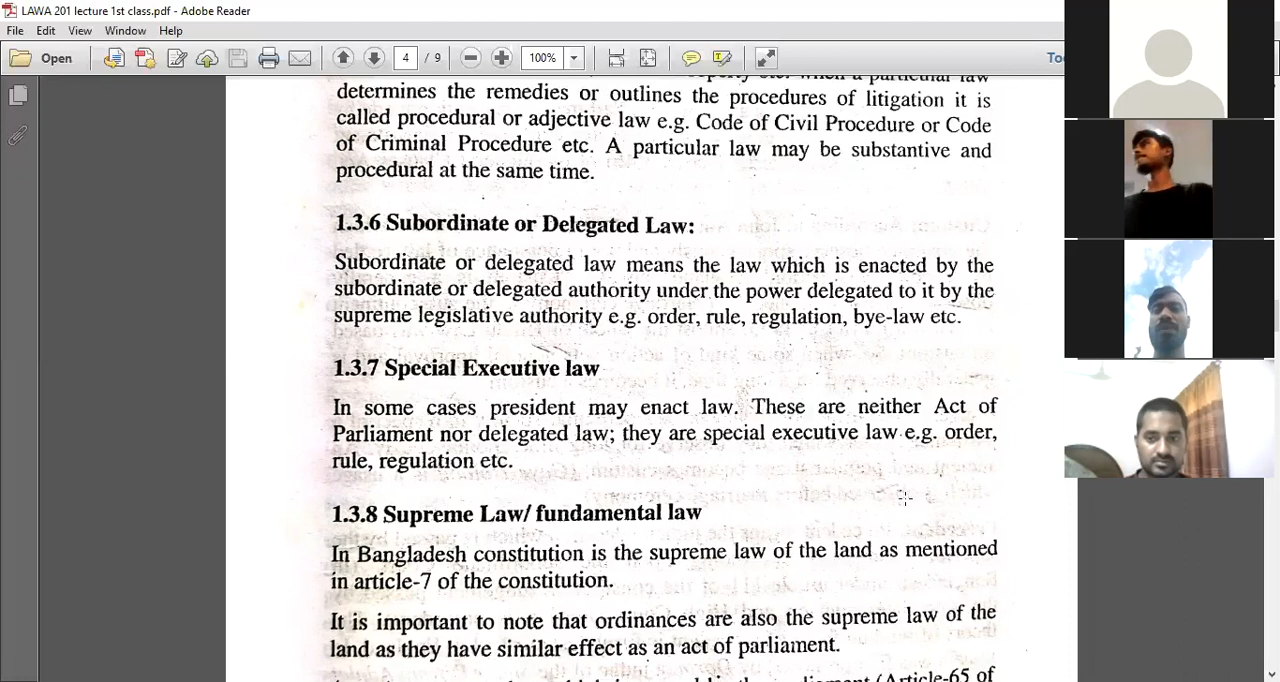 LAWA 201 lecture 1st class.pdf - Adobe Reader
File Edit View Window Help
Open 4 / 9 100%
a particular law
determines the remedies or outlines the procedures of litigation it is
called procedural or adjective law e.g. Code of Civil Procedure or Code
of Criminal Procedure etc. A particular law may be substantive and
procedural at the same time.
1.3.6 Subordinate or Delegated Law:
Subordinate or delegated law means the law which is enacted by the
subordinate or delegated authority under the power delegated to it by the
supreme legislative authority e.g. order, rule, regulation, bye-law etc.
1.3.7 Special Executive law
In some cases president may enact law. These are neither Act of
Parliament nor delegated law; they are special executive law e.g. order,
rule, regulation etc.
1.3.8 Supreme Law/ fundamental law
In Bangladesh constitution is the supreme law of the land as mentioned
in article-7 of the constitution.
It is important to note that ordinances are also the supreme law of the
land as they have similar effect as an act of parliament.
(Article-65 of